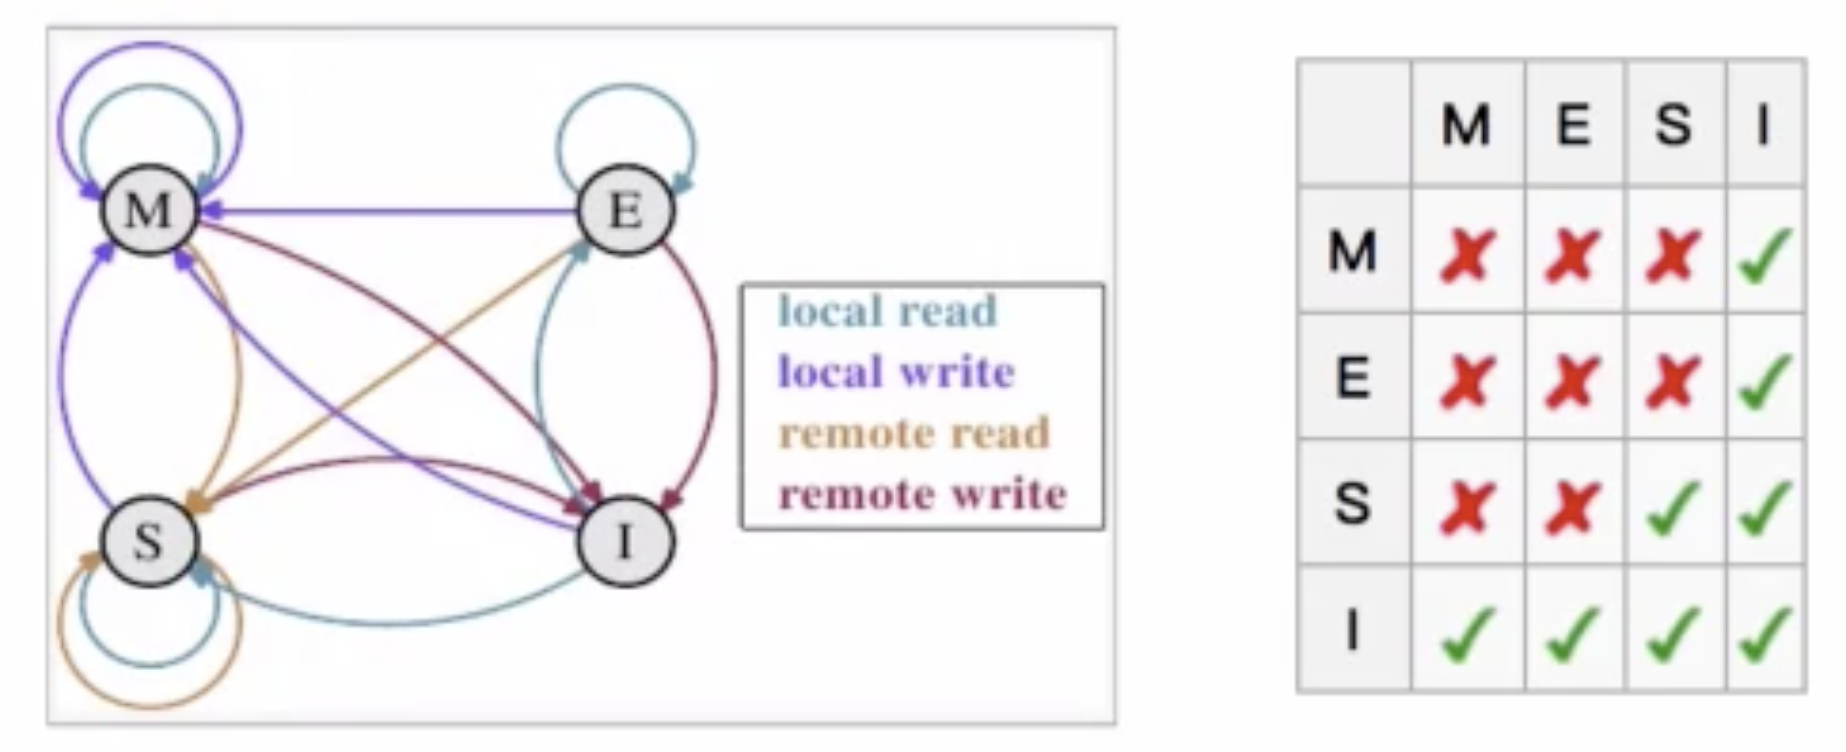 M
E
S
I
local read
local write
remote read
remote write
M E S I
M ✘ ✘ ✘ ✓
E ✘ ✘ ✘ ✓
S ✘ ✘ ✓ ✓
I ✓ ✓ ✓ ✓